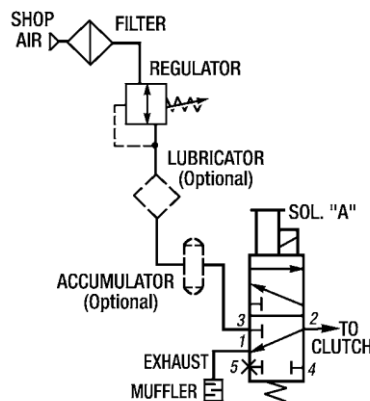 SHOP
AIR
FILTER
REGULATOR
LUBRICATOR
(Optional)
SOL. "A"
ACCUMULATOR
(Optional)
3
2
TO
CLUTCH
1
EXHAUST
5
4
MUFFLER